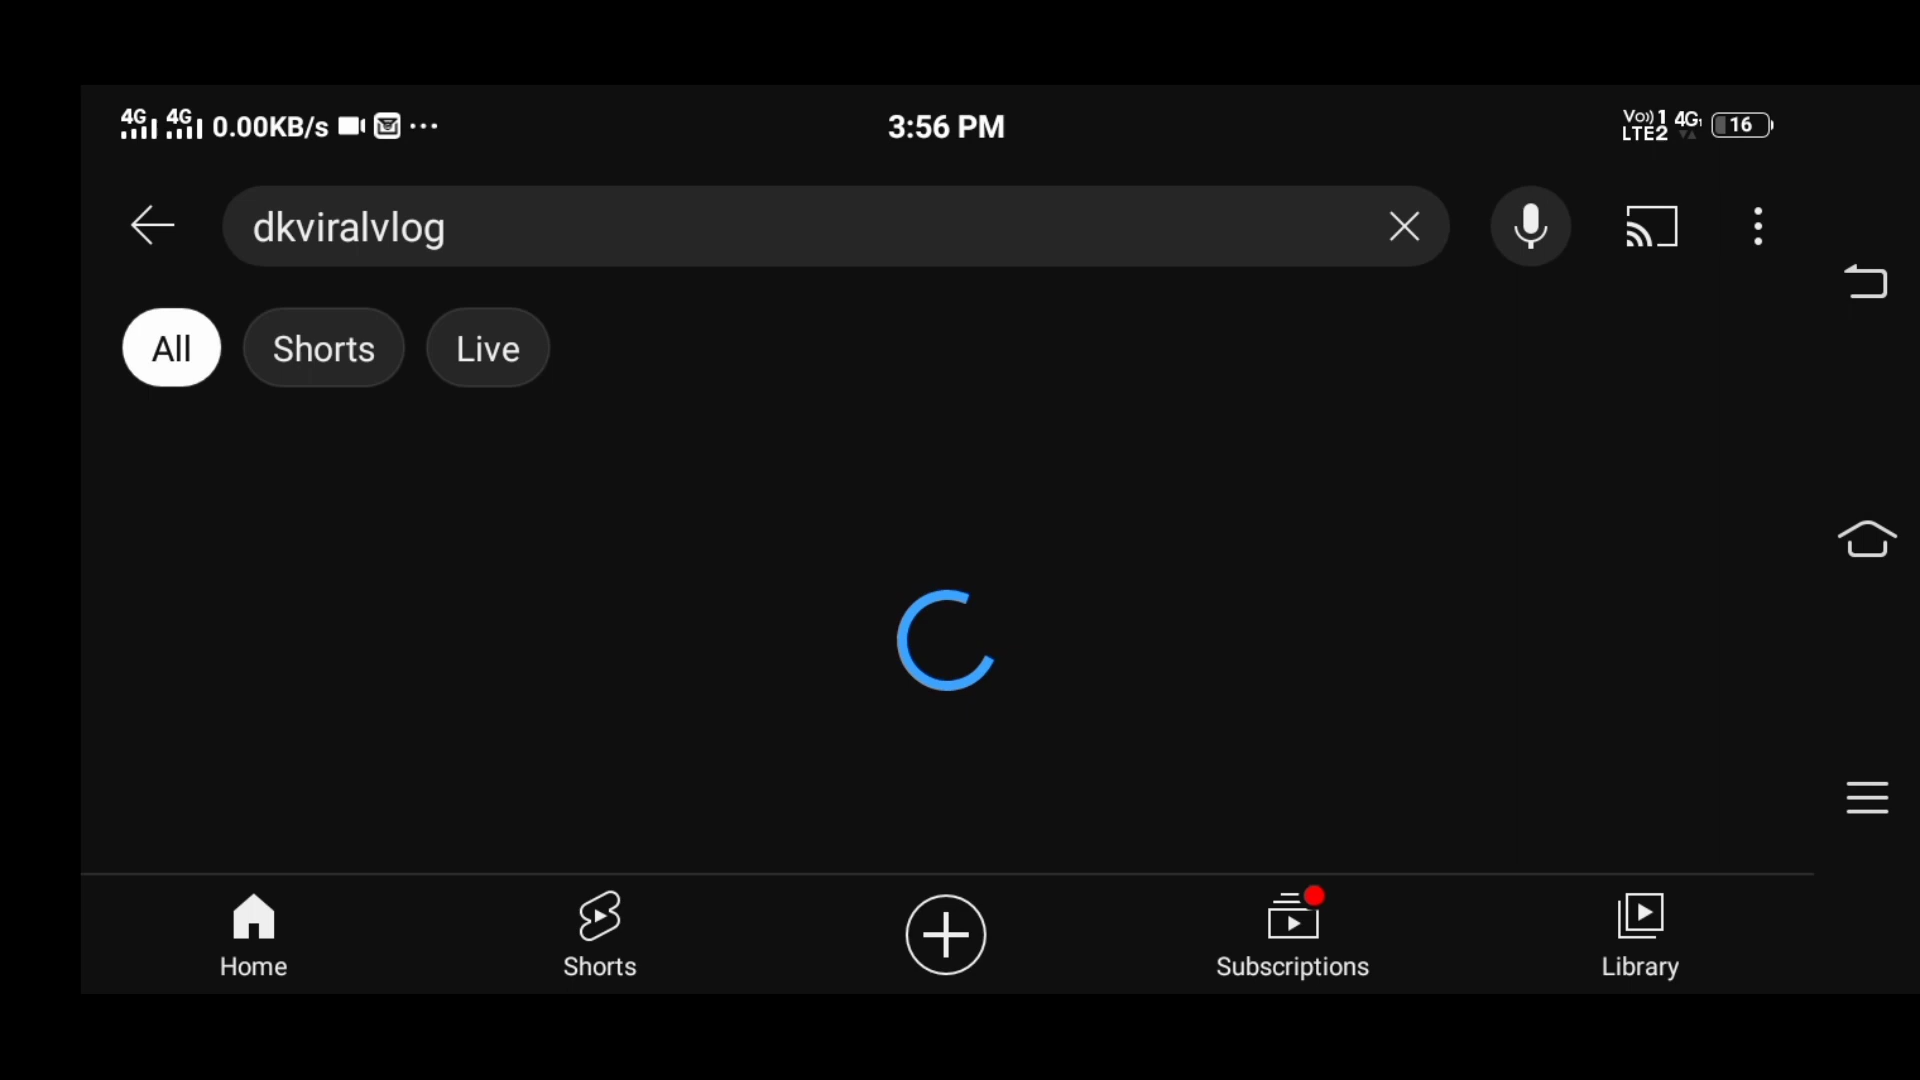 4G 4G 0.00KB/s ... 3:56 PM Vo)) 1 LTE2 4G 16
dkviralvlog
All Shorts Live
Home Shorts Subscriptions Library